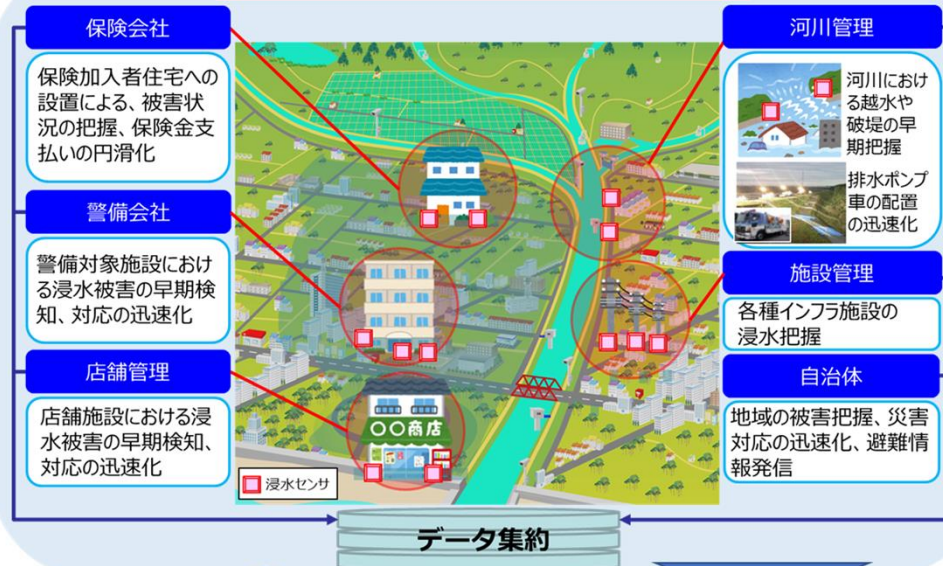 保険会社
保険加入者住宅への
設置による、被害状
況の把握、保険金支
払いの円滑化
警備会社
警備対象施設におけ
る浸水被害の早期検
知、対応の迅速化
店舗管理
店舗施設における浸
水被害の早期検知、
対応の迅速化
〇〇商店
浸水センサ
河川管理
河川におけ
る越水や
破堤の早
期把握
排水ポンプ
車の配置
の迅速化
施設管理
各種インフラ施設の
浸水把握
自治体
地域の被害把握、災害
対応の迅速化、避難情
報発信
データ集約